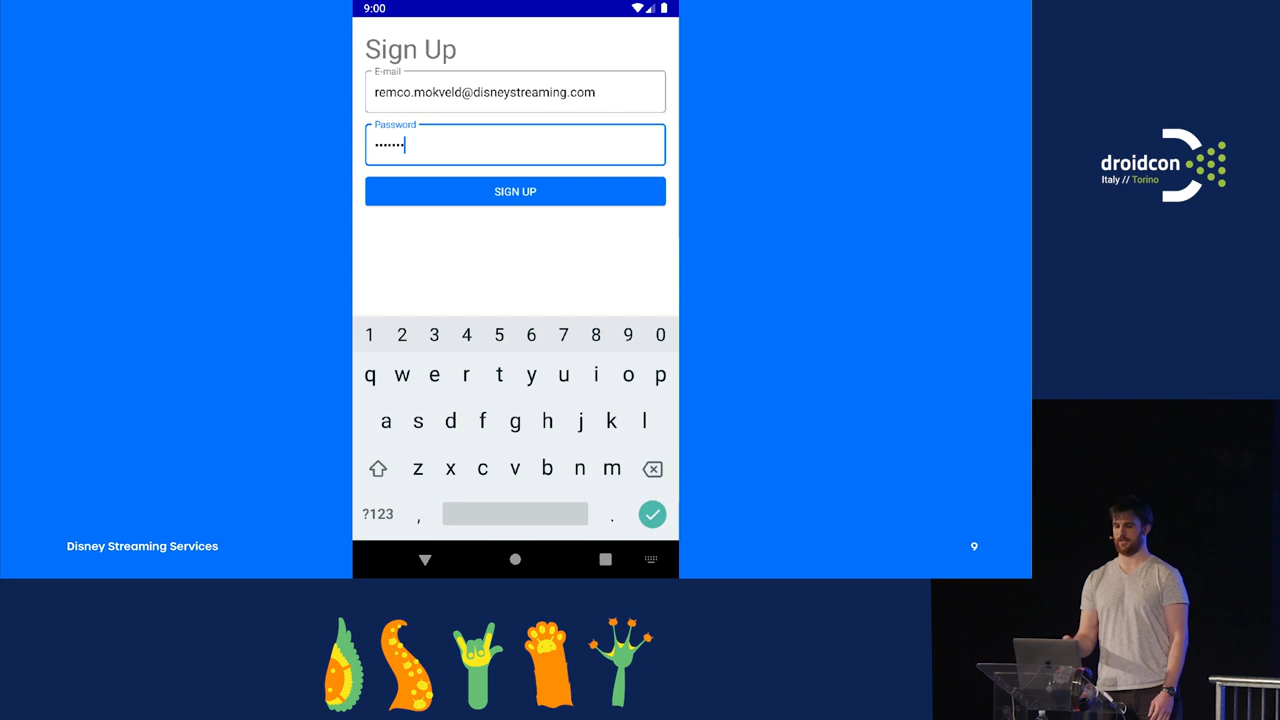 9:00
Sign Up
E-mail
remco.mokveld@disneystreaming.com
Password
•••••••
SIGN UP
1 2 3 4 5 6 7 8 9 0
q w e r t y u i o p
a s d f g h j k l
z x c v b n m
?123 , .
Disney Streaming Services
9
droidcon
Italy // Torino